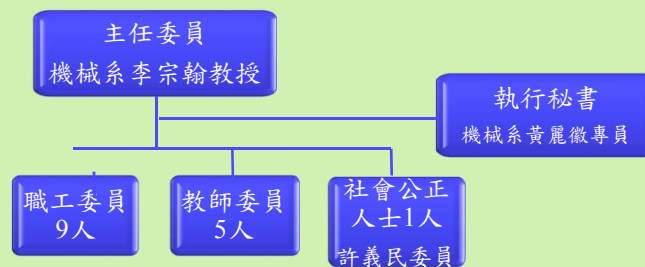 主任委員
機械系李宗翰教授
執行秘書
機械系黃麗徽專員
職工委員
9人
教師委員
5人
社會公正
人士1人
許義民委員